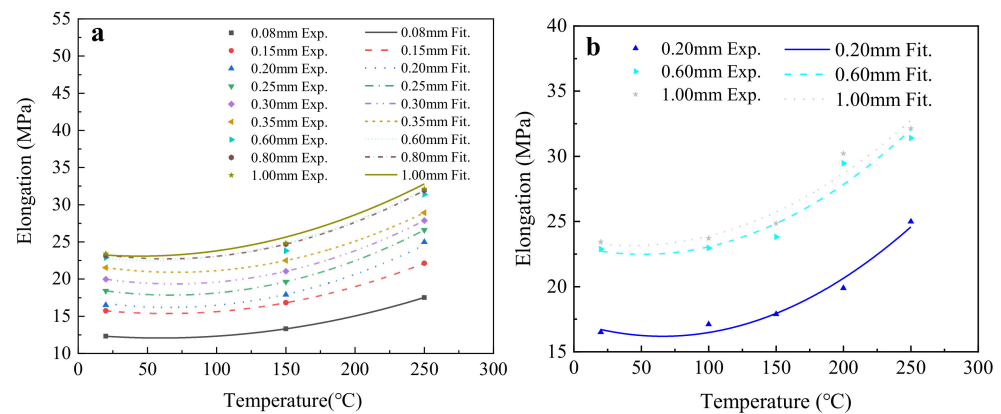 a
0.08mm Exp. 0.08mm Fit.
0.15mm Exp. 0.15mm Fit.
0.20mm Exp. 0.20mm Fit.
0.25mm Exp. 0.25mm Fit.
0.30mm Exp. 0.30mm Fit.
0.35mm Exp. 0.35mm Fit.
0.60mm Exp. 0.60mm Fit.
0.80mm Exp. 0.80mm Fit.
1.00mm Exp. 1.00mm Fit.
Elongation (MPa)
55
50
45
40
35
30
25
20
15
10
0 50 100 150 200 250 300
Temperature(℃)
b
0.20mm Exp. 0.20mm Fit.
0.60mm Exp. 0.60mm Fit.
1.00mm Exp. 1.00mm Fit.
Elongation (MPa)
40
35
30
25
20
15
0 50 100 150 200 250 300
Temperature (℃)